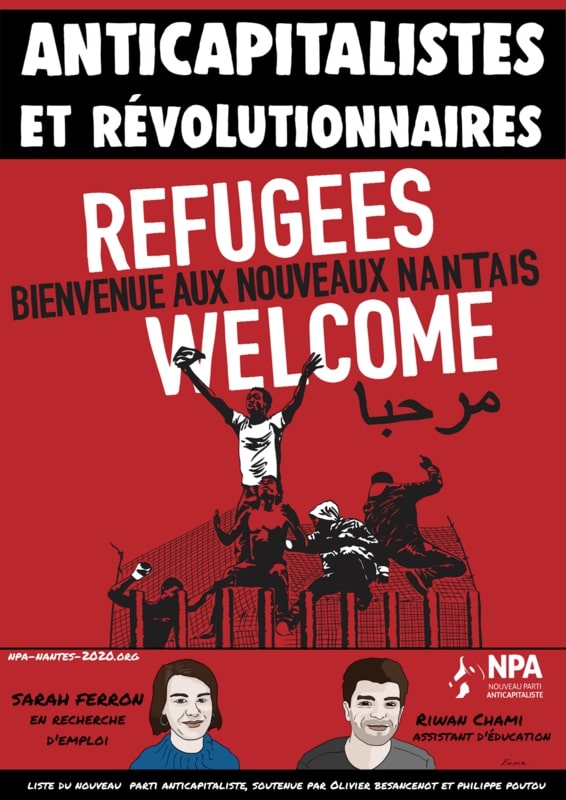 ANTICAPITALISTES
ET RÉVOLUTIONNAIRES
REFUGEES
BIENVENUE AUX NOUVEAUX NANTAIS
WELCOME
مرحبا
NPA-NANTES-2020.ORG
NPA
NOUVEAU PARTI
ANTICAPITALISTE
SARAH FERRON
EN RECHERCHE
D'EMPLOI
RIWAN CHAMI
ASSISTANT D'ÉDUCATION
LISTE DU NOUVEAU PARTI ANTICAPITALISTE, SOUTENUE PAR OLIVIER BESANCENOT ET PHILIPPE POUTOU